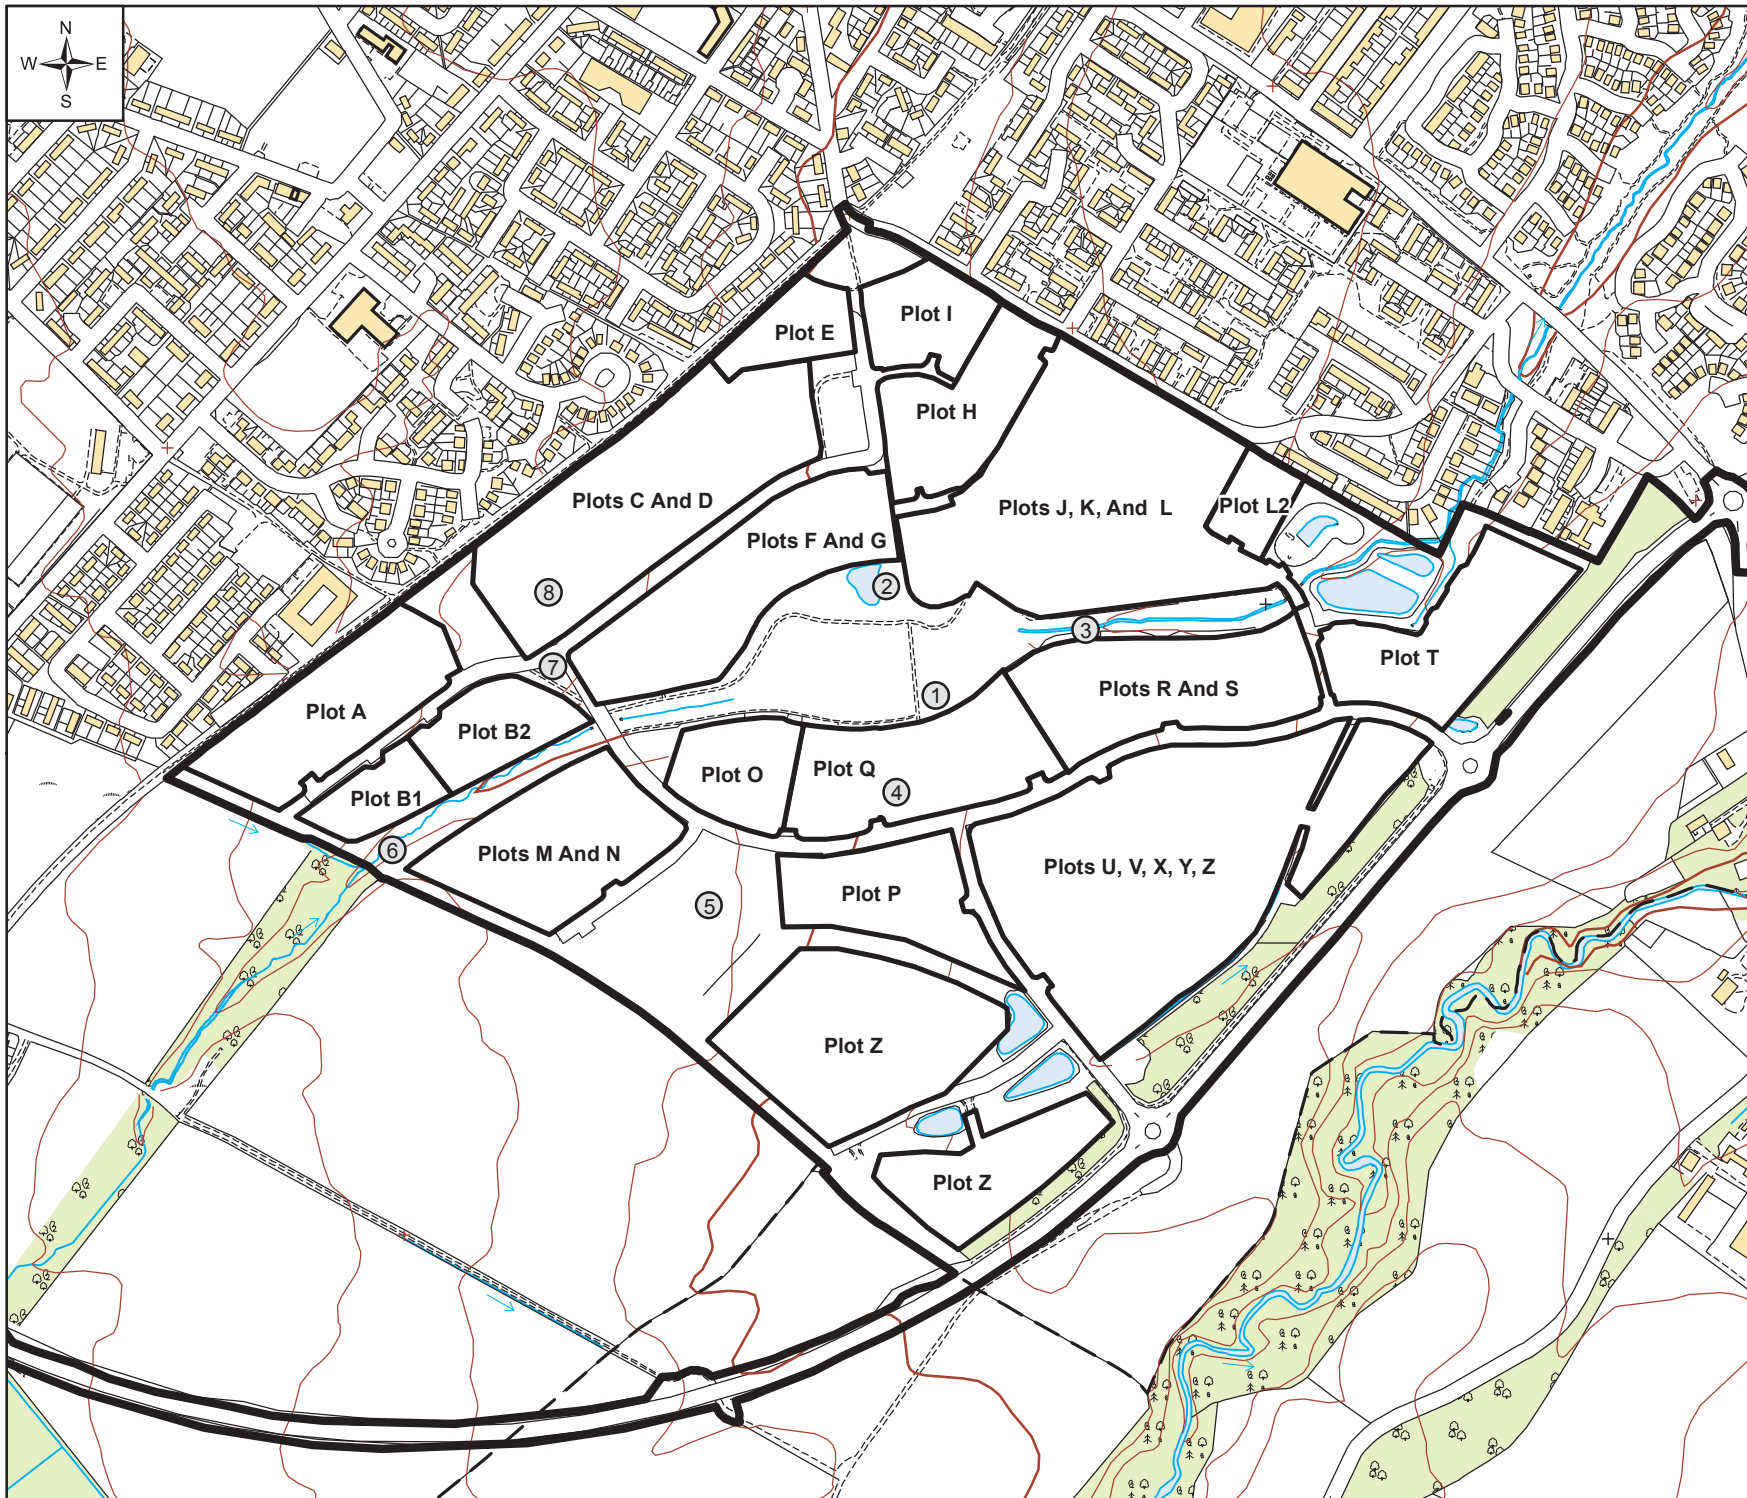 N
W E
S
Plot I
Plot E
Plot H
Plots C And D
Plots J, K, And L
Plot L2
Plots F And G
8
2
3
7
Plot T
1
Plots R And S
Plot A
Plot B2
Plot O
Plot Q
4
Plot B1
6
Plots M And N
Plots U, V, X, Y, Z
Plot P
5
Plot Z
Plot Z